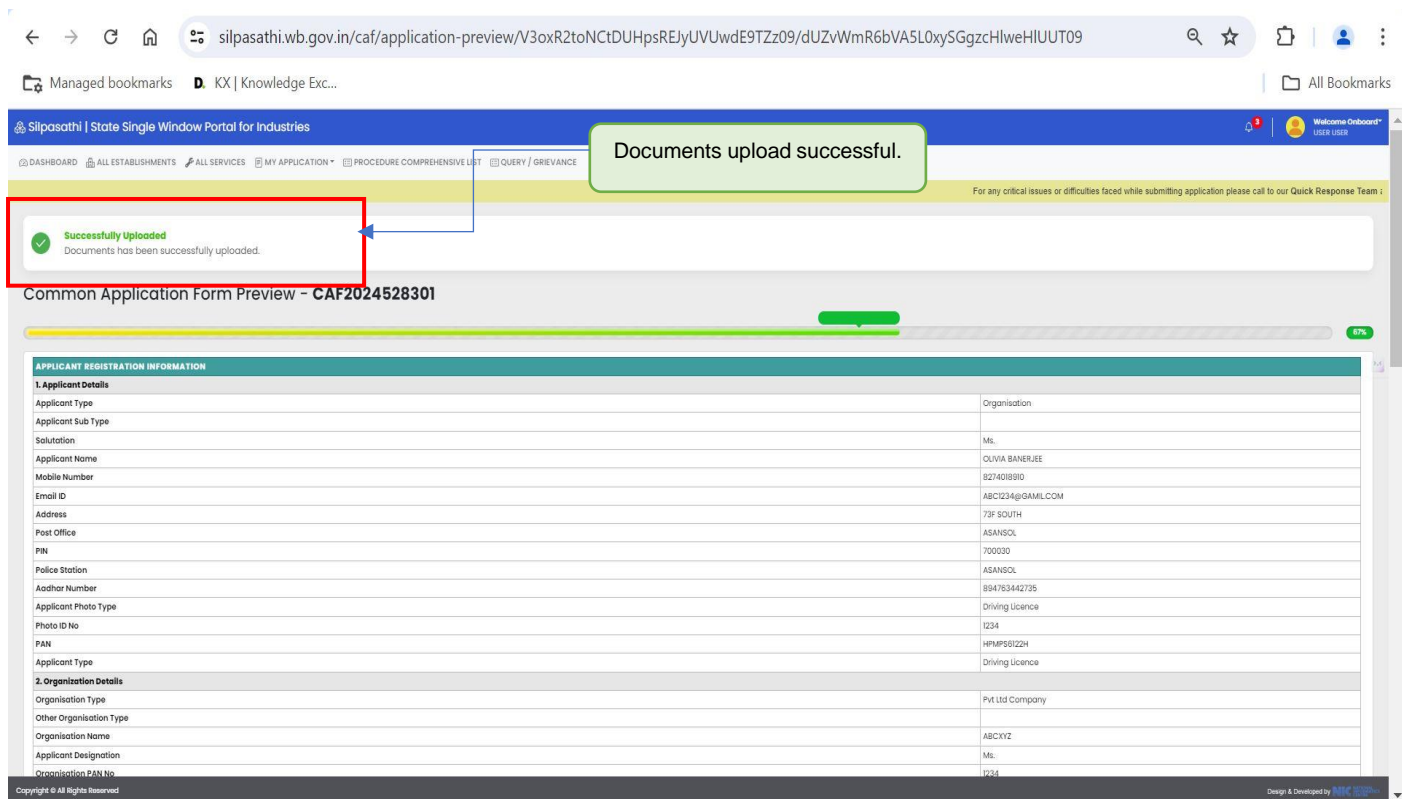 silpasathi.wb.gov.in/caf/application-preview/V3oxR2toNCtDUHpsREJyUVUwdE9TZz09/dUZvWmR6bVA5L0xySGgzcHlweHlUUT09
Managed bookmarks D. KX | Knowledge Exc... All Bookmarks
Silpasathi | State Single Window Portal for Industries 3 Welcome Onboard
USER USER
Documents upload successful.
DASHBOARD ALL ESTABLISHMENTS ALL SERVICES MY APPLICATION PROCEDURE COMPREHENSIVE LIST QUERY / GRIEVANCE
For any critical issues or difficulties faced while submitting application please call to our Quick Response Team
Successfully Uploaded
Documents has been successfully uploaded.
Common Application Form Preview - CAF2024528301
67%
APPLICANT REGISTRATION INFORMATION
1. Applicant Details
Applicant Type Organisation
Applicant Sub Type
Salutation Ms.
Applicant Name OLIVIA BANERJEE
Mobile Number 8274018910
Email ID ABC1234@GAMIL.COM
Address 73F SOUTH
Post Office ASANSOL
PIN 700030
Police Station ASANSOL
Aadhar Number 894763442735
Applicant Photo Type Driving Licence
Photo ID No 1234
PAN HPMPS6122H
Applicant Type Driving Licence
2. Organization Details
Organisation Type Pvt Ltd Company
Other Organisation Type
Organisation Name ABCXYZ
Applicant Designation Ms.
Organisation PAN No 1234
Copyright © All Rights Reserved Design & Developed by NIC